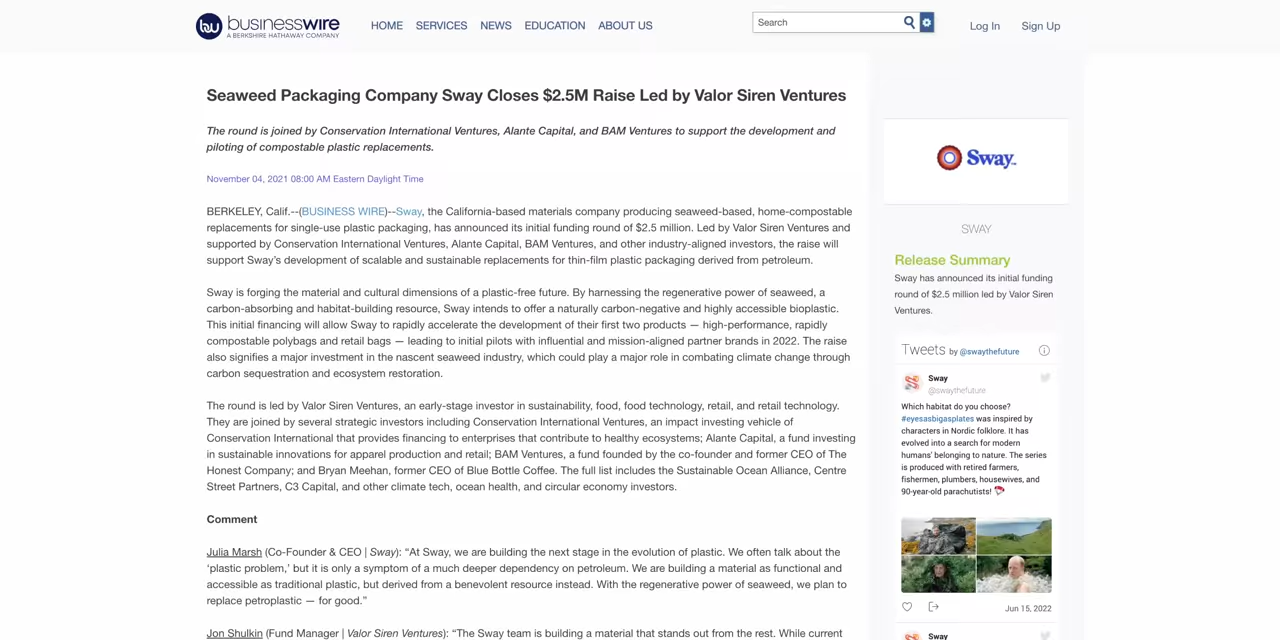 businesswire
A BERKSHIRE HATHAWAY COMPANY
HOME SERVICES NEWS EDUCATION ABOUT US
Search
Log In Sign Up
Seaweed Packaging Company Sway Closes $2.5M Raise Led by Valor Siren Ventures
The round is joined by Conservation International Ventures, Alante Capital, and BAM Ventures to support the development and
piloting of compostable plastic replacements.
November 04, 2021 08:00 AM Eastern Daylight Time
BERKELEY, Calif.--(BUSINESS WIRE)--Sway, the California-based materials company producing seaweed-based, home-compostable
replacements for single-use plastic packaging, has announced its initial funding round of $2.5 million. Led by Valor Siren Ventures and
supported by Conservation International Ventures, Alante Capital, BAM Ventures, and other industry-aligned investors, the raise will
support Sway’s development of scalable and sustainable replacements for thin-film plastic packaging derived from petroleum.
Sway is forging the material and cultural dimensions of a plastic-free future. By harnessing the regenerative power of seaweed, a
carbon-absorbing and habitat-building resource, Sway intends to offer a naturally carbon-negative and highly accessible bioplastic.
This initial financing will allow Sway to rapidly accelerate the development of their first two products — high-performance, rapidly
compostable polybags and retail bags — leading to initial pilots with influential and mission-aligned partner brands in 2022. The raise
also signifies a major investment in the nascent seaweed industry, which could play a major role in combating climate change through
carbon sequestration and ecosystem restoration.
The round is led by Valor Siren Ventures, an early-stage investor in sustainability, food, food technology, retail, and retail technology.
They are joined by several strategic investors including Conservation International Ventures, an impact investing vehicle of
Conservation International that provides financing to enterprises that contribute to healthy ecosystems; Alante Capital, a fund investing
in sustainable innovations for apparel production and retail; BAM Ventures, a fund founded by the co-founder and former CEO of The
Honest Company; and Bryan Meehan, former CEO of Blue Bottle Coffee. The full list includes the Sustainable Ocean Alliance, Centre
Street Partners, C3 Capital, and other climate tech, ocean health, and circular economy investors.
Comment
Julia Marsh (Co-Founder & CEO | Sway): “At Sway, we are building the next stage in the evolution of plastic. We often talk about the
‘plastic problem,’ but it is only a symptom of a much deeper dependency on petroleum. We are building a material as functional and
accessible as traditional plastic, but derived from a benevolent resource instead. With the regenerative power of seaweed, we plan to
replace petroplastic — for good.”
Jon Shulkin (Fund Manager | Valor Siren Ventures): “The Sway team is building a material that stands out from the rest. While current
Sway
SWAY
Release Summary
Sway has announced its initial funding
round of $2.5 million led by Valor Siren
Ventures.
Tweets by @swaythefuture
Sway
@swaythefuture
Which habitat do you choose?
#eyesasbigasplates was inspired by
characters in Nordic folklore. It has
evolved into a search for modern
humans’ belonging to nature. The series
is produced with retired farmers,
fishermen, plumbers, housewives, and
90-year-old parachutists!
Jun 15, 2022
Sway